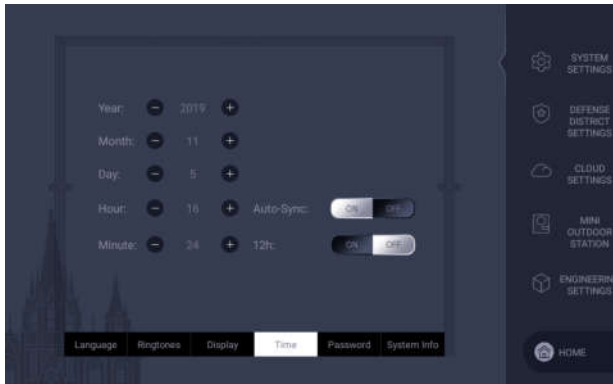 Year: − 2019 +
Month: − 11 +
Day: − 5 +
Hour: − 16 + Auto-Sync: ON OFF
Minute: − 24 + 12h: ON OFF
Language Ringtones Display Time Password System Info
SYSTEM
SETTINGS
DEFENSE
DISTRICT
SETTINGS
CLOUD
SETTINGS
MINI
OUTDOOR
STATION
ENGINEERIN
SETTINGS
HOME